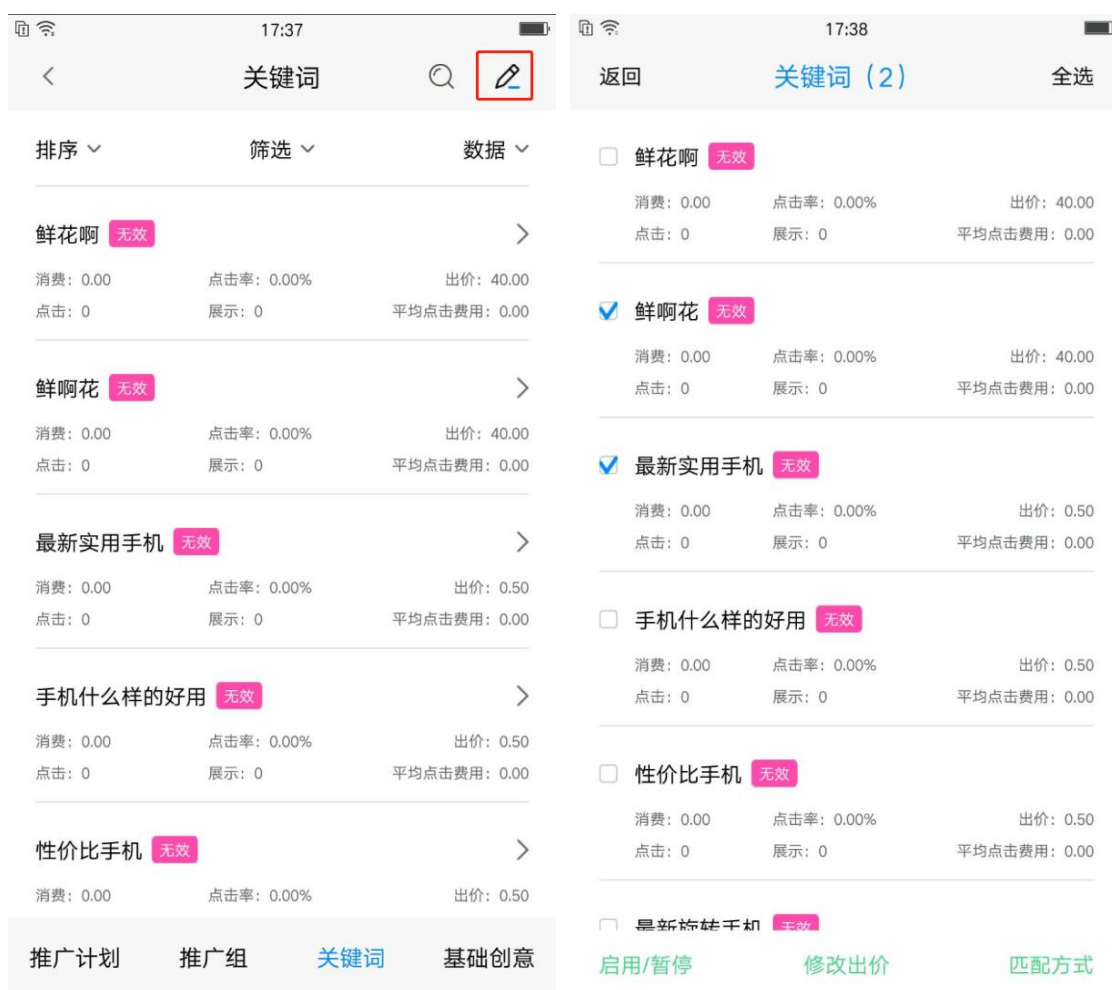 17:37
关键词
排序
筛选
数据
鲜花啊 无效
消费：0.00 点击率：0.00% 出价：40.00
点击：0 展示：0 平均点击费用：0.00
鲜啊花 无效
消费：0.00 点击率：0.00% 出价：40.00
点击：0 展示：0 平均点击费用：0.00
最新实用手机 无效
消费：0.00 点击率：0.00% 出价：0.50
点击：0 展示：0 平均点击费用：0.00
手机什么样的好用 无效
消费：0.00 点击率：0.00% 出价：0.50
点击：0 展示：0 平均点击费用：0.00
性价比手机 无效
消费：0.00 点击率：0.00% 出价：0.50
推广计划 推广组 关键词 基础创意
17:38
返回 关键词（2） 全选
鲜花啊 无效
消费：0.00 点击率：0.00% 出价：40.00
点击：0 展示：0 平均点击费用：0.00
鲜啊花 无效
消费：0.00 点击率：0.00% 出价：40.00
点击：0 展示：0 平均点击费用：0.00
最新实用手机 无效
消费：0.00 点击率：0.00% 出价：0.50
点击：0 展示：0 平均点击费用：0.00
手机什么样的好用 无效
消费：0.00 点击率：0.00% 出价：0.50
点击：0 展示：0 平均点击费用：0.00
性价比手机 无效
消费：0.00 点击率：0.00% 出价：0.50
点击：0 展示：0 平均点击费用：0.00
最新旋转手机 无效
启用/暂停 修改出价 匹配方式